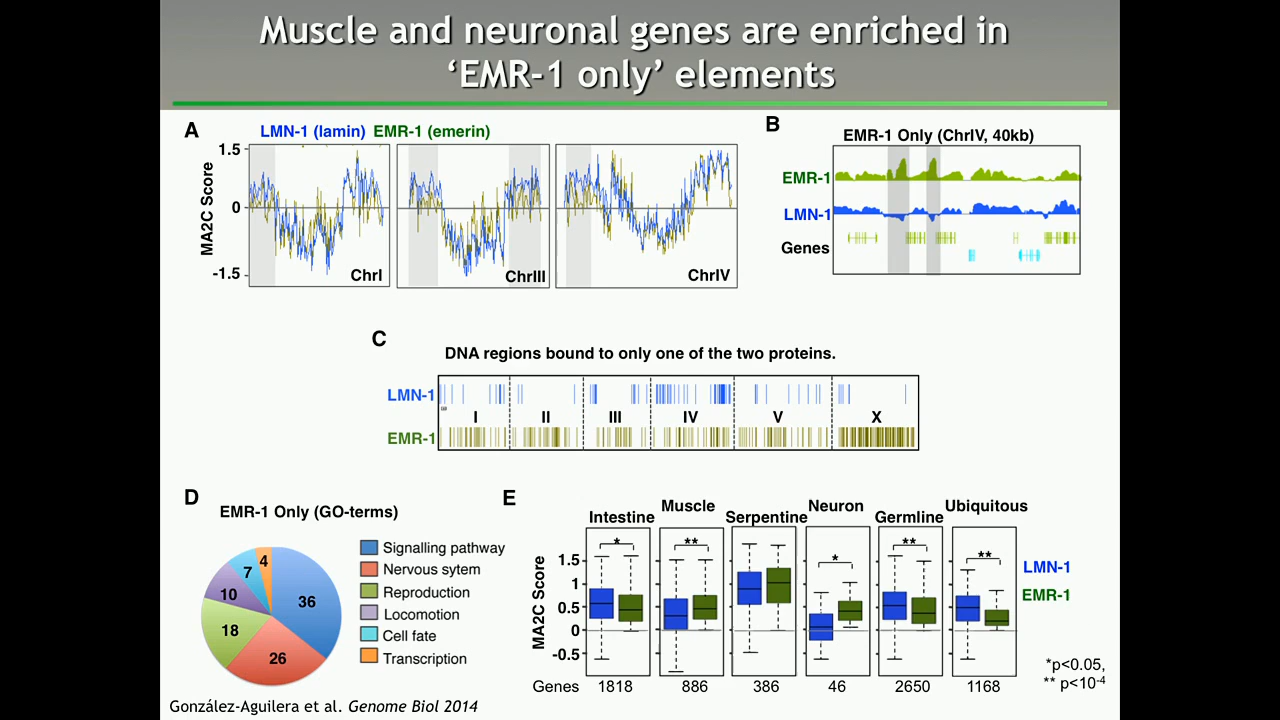 Muscle and neuronal genes are enriched in
‘EMR-1 only’ elements
A
LMN-1 (lamin) EMR-1 (emerin)
MA2C Score
1.5
0
-1.5
ChrI
ChrIII
ChrIV
B
EMR-1 Only (ChrIV, 40kb)
EMR-1
LMN-1
Genes
C
DNA regions bound to only one of the two proteins.
LMN-1
I II III IV V X
EMR-1
D
EMR-1 Only (GO-terms)
36
26
18
10
7
4
Signalling pathway
Nervous sytem
Reproduction
Locomotion
Cell fate
Transcription
E
Intestine Muscle Serpentine Neuron Germline Ubiquitous
* ** * ** **
MA2C Score
1.5
1
0.5
0
-0.5
LMN-1
EMR-1
Genes 1818 886 386 46 2650 1168
*p<0.05,
** p<10-4
González-Aguilera et al. Genome Biol 2014